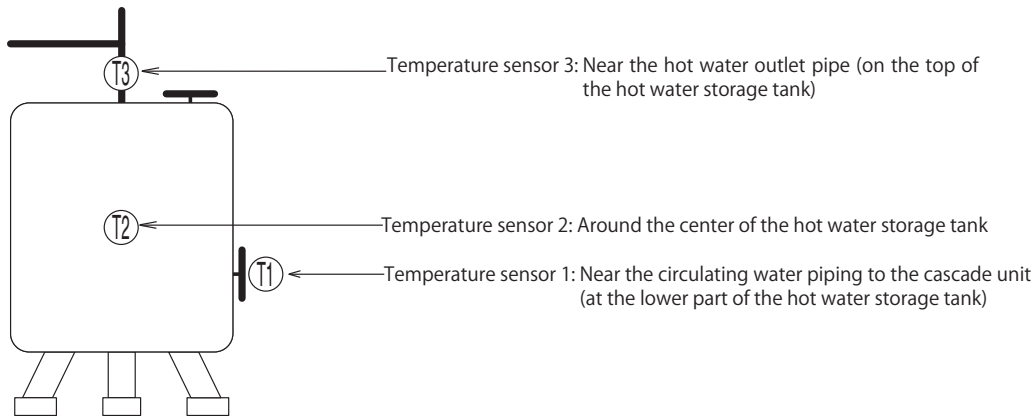 T3
Temperature sensor 3: Near the hot water outlet pipe (on the top of
the hot water storage tank)
T2
Temperature sensor 2: Around the center of the hot water storage tank
T1
Temperature sensor 1: Near the circulating water piping to the cascade unit
(at the lower part of the hot water storage tank)